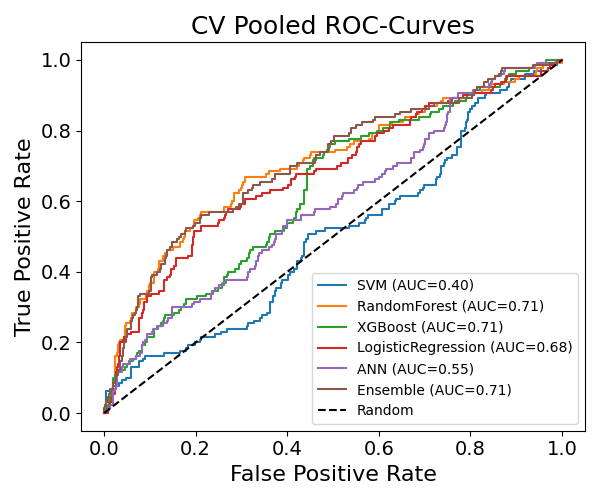 CV Pooled ROC-Curves
True Positive Rate
1.0
0.8
0.6
0.4
0.2
0.0
SVM (AUC=0.40)
RandomForest (AUC=0.71)
XGBoost (AUC=0.71)
LogisticRegression (AUC=0.68)
ANN (AUC=0.55)
Ensemble (AUC=0.71)
Random
0.0 0.2 0.4 0.6 0.8 1.0
False Positive Rate